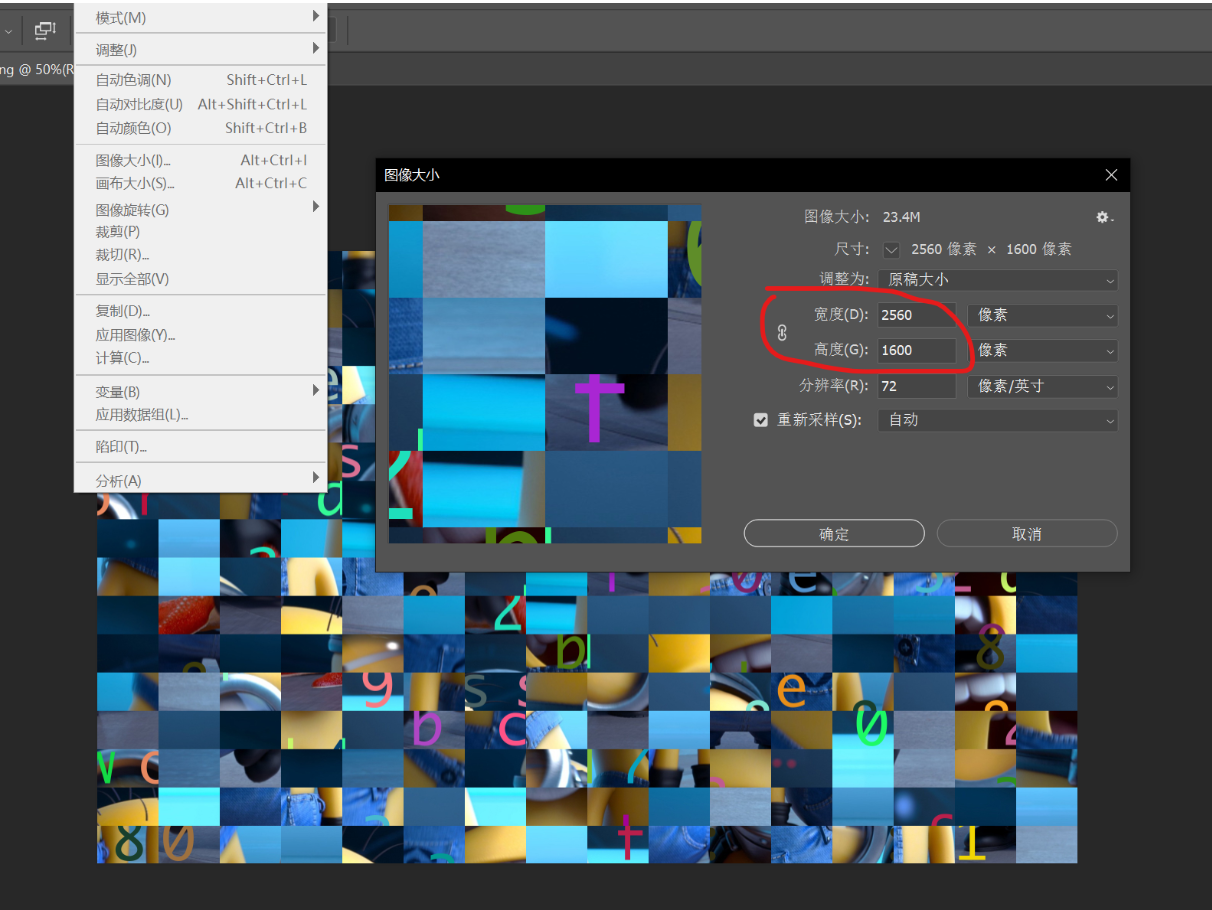 模式(M)
调整(J)
ng @ 50%(R
自动色调(N) Shift+Ctrl+L
自动对比度(U) Alt+Shift+Ctrl+L
自动颜色(O) Shift+Ctrl+B
图像大小(I)... Alt+Ctrl+I
画布大小(S)... Alt+Ctrl+C
图像旋转(G)
裁剪(P)
裁切(R)...
显示全部(V)
复制(D)...
应用图像(Y)...
计算(C)...
变量(B)
应用数据组(L)...
陷印(T)...
分析(A)
图像大小
图像大小: 23.4M
尺寸: 2560 像素 × 1600 像素
调整为: 原稿大小
宽度(D): 2560 像素
高度(G): 1600 像素
分辨率(R): 72 像素/英寸
重新采样(S): 自动
确定 取消
t
e
s
d
b
8
9 s e
b c 0
w c
8 0 t 1